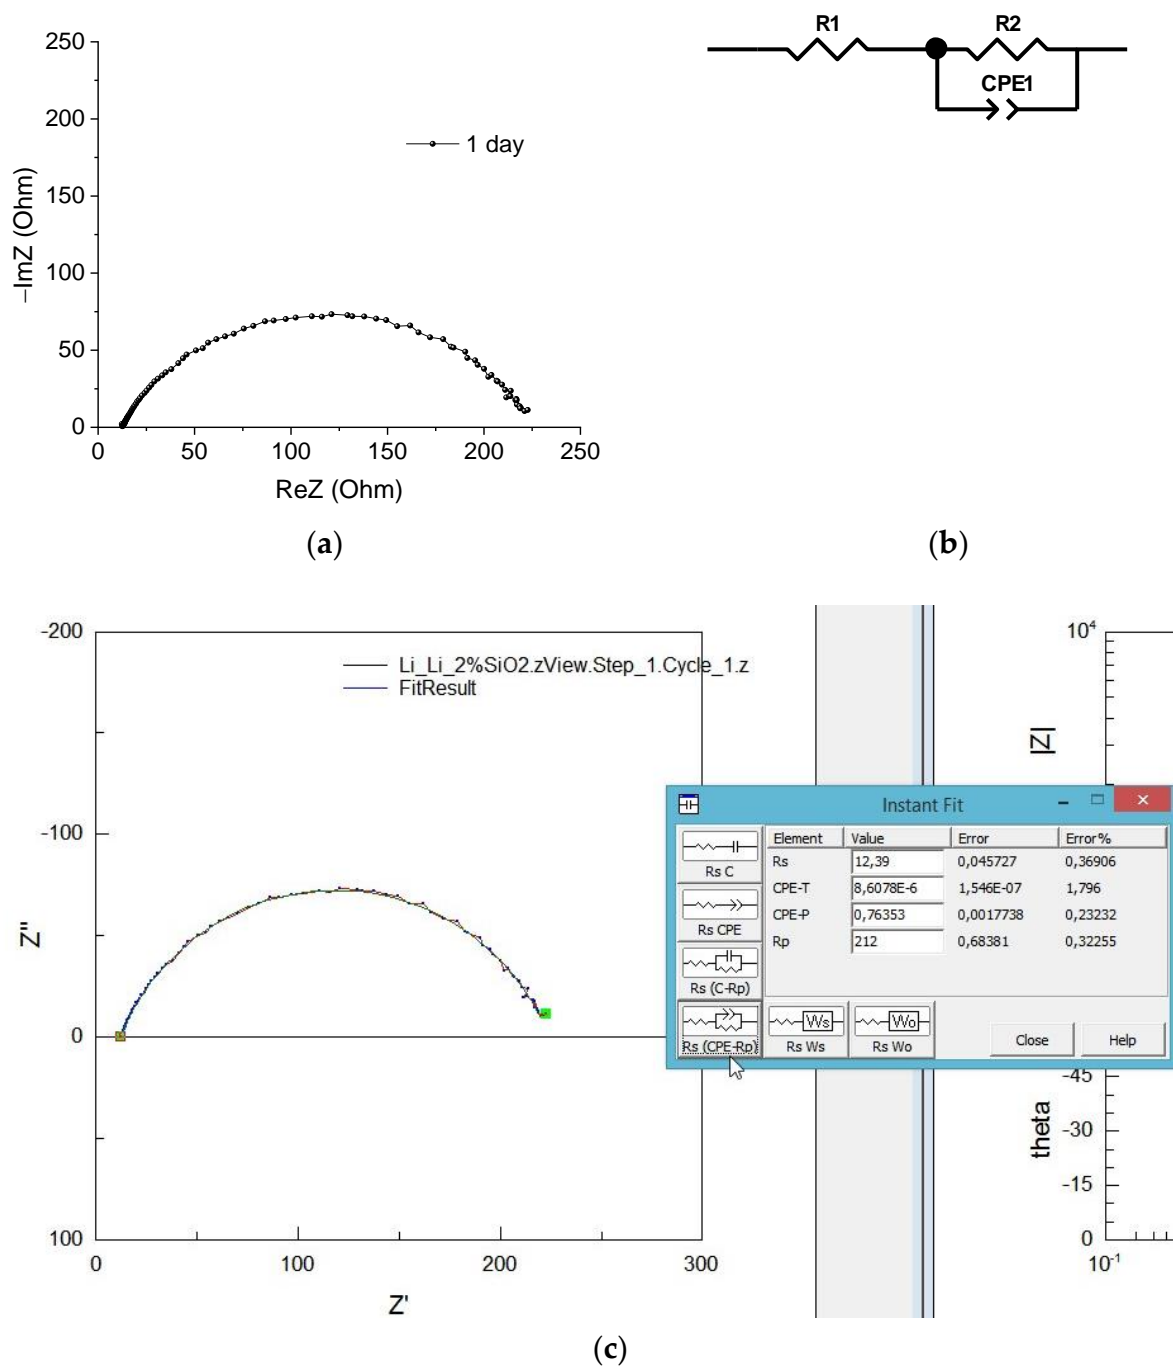 250
200
150
100
50
0
0 50 100 150 200 250
−ImZ (Ohm)
ReZ (Ohm)
1 day
(a)
R1 R2
CPE1
(b)
-200
-100
0
100
0 100 200 300
Z''
Z'
Li_Li_2%SiO2.zView.Step_1.Cycle_1.z
FitResult
10^4
|Z|
Instant Fit
Element Value Error Error%
Rs 12,39 0,045727 0,36906
CPE-T 8,6078E-6 1,546E-07 1,796
CPE-P 0,76353 0,0017738 0,23232
Rp 212 0,68381 0,32255
Rs C
Rs CPE
Rs (C-Rp)
Rs (CPE-Rp)
Ws
Rs Ws
Wo
Rs Wo
Close
Help
theta
-45
-30
-15
0
10^-1
(c)